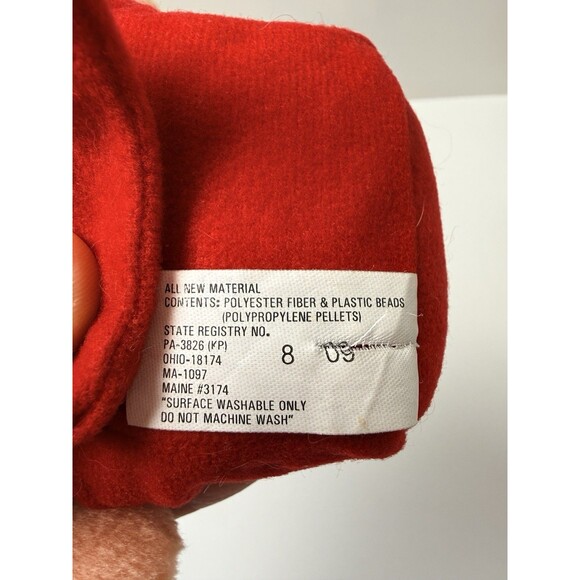 ALL NEW MATERIAL
CONTENTS: POLYESTER FIBER & PLASTIC BEADS
(POLYPROPYLENE PELLETS)
STATE REGISTRY NO.
PA-3826 (KP)
OHIO-18174
MA-1097
MAINE #3174
"SURFACE WASHABLE ONLY
DO NOT MACHINE WASH"
8